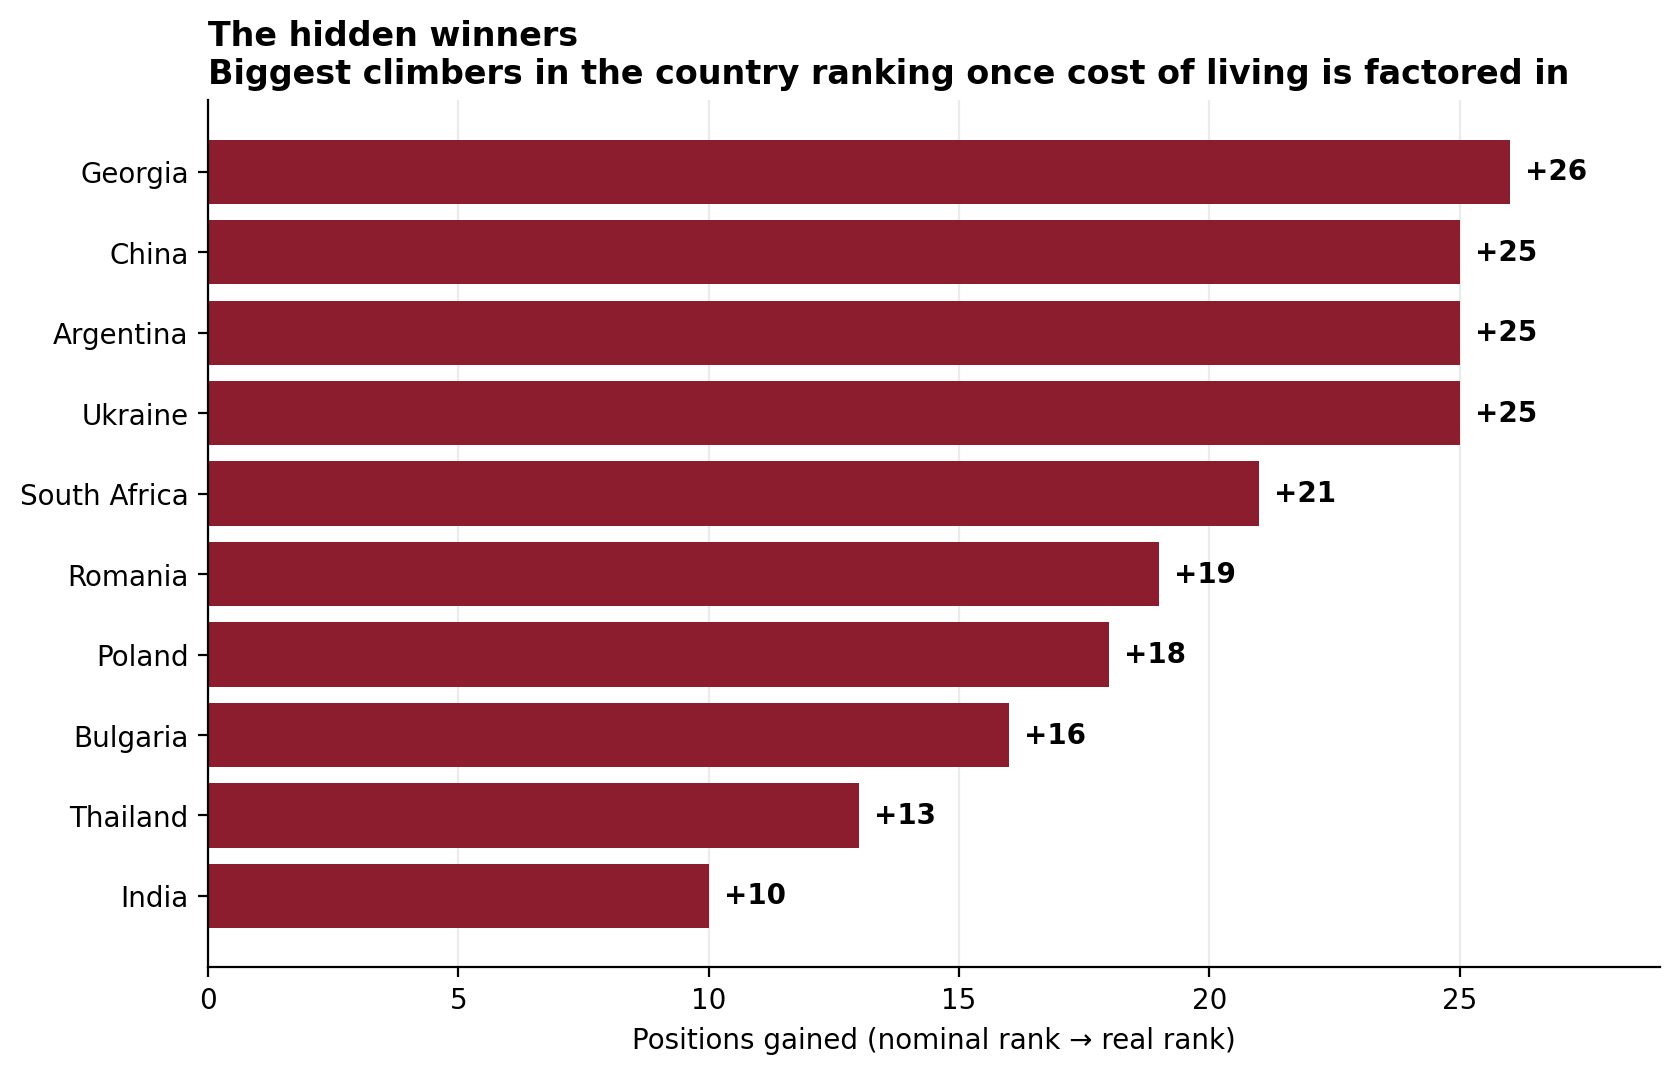 The hidden winners
Biggest climbers in the country ranking once cost of living is factored in
Georgia +26
China +25
Argentina +25
Ukraine +25
South Africa +21
Romania +19
Poland +18
Bulgaria +16
Thailand +13
India +10
0 5 10 15 20 25
Positions gained (nominal rank → real rank)